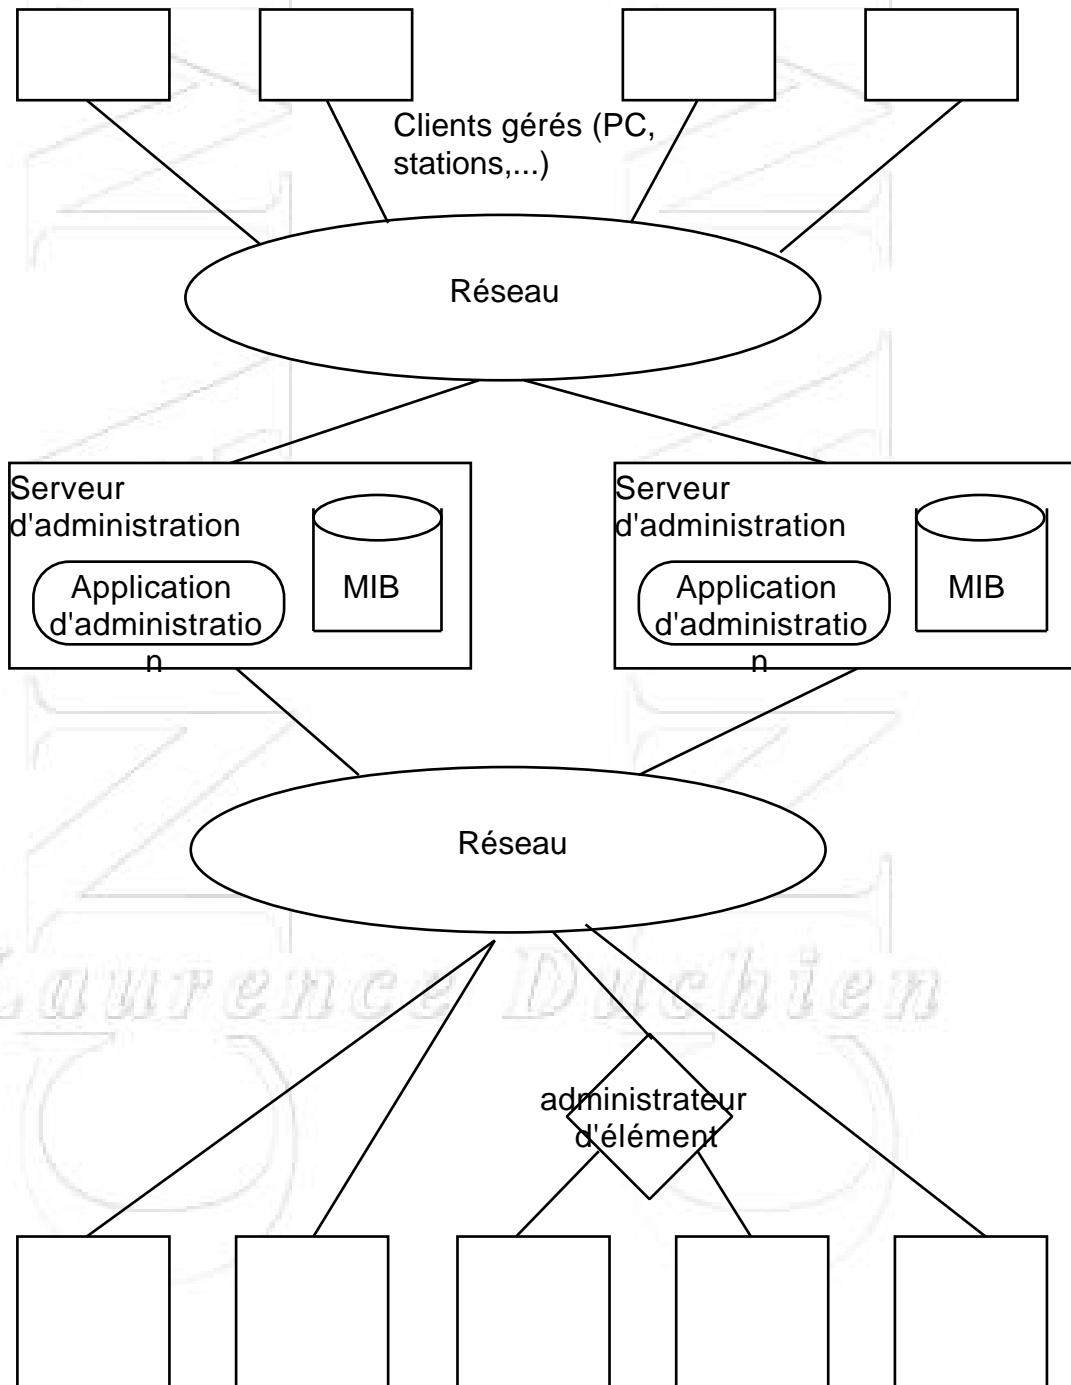 Clients gérés (PC,
stations,...)
Réseau
Serveur
d'administration
Application
d'administratio
n
MIB
Serveur
d'administration
Application
d'administratio
n
MIB
Réseau
Laurence Duchien
administrateur
d'élément